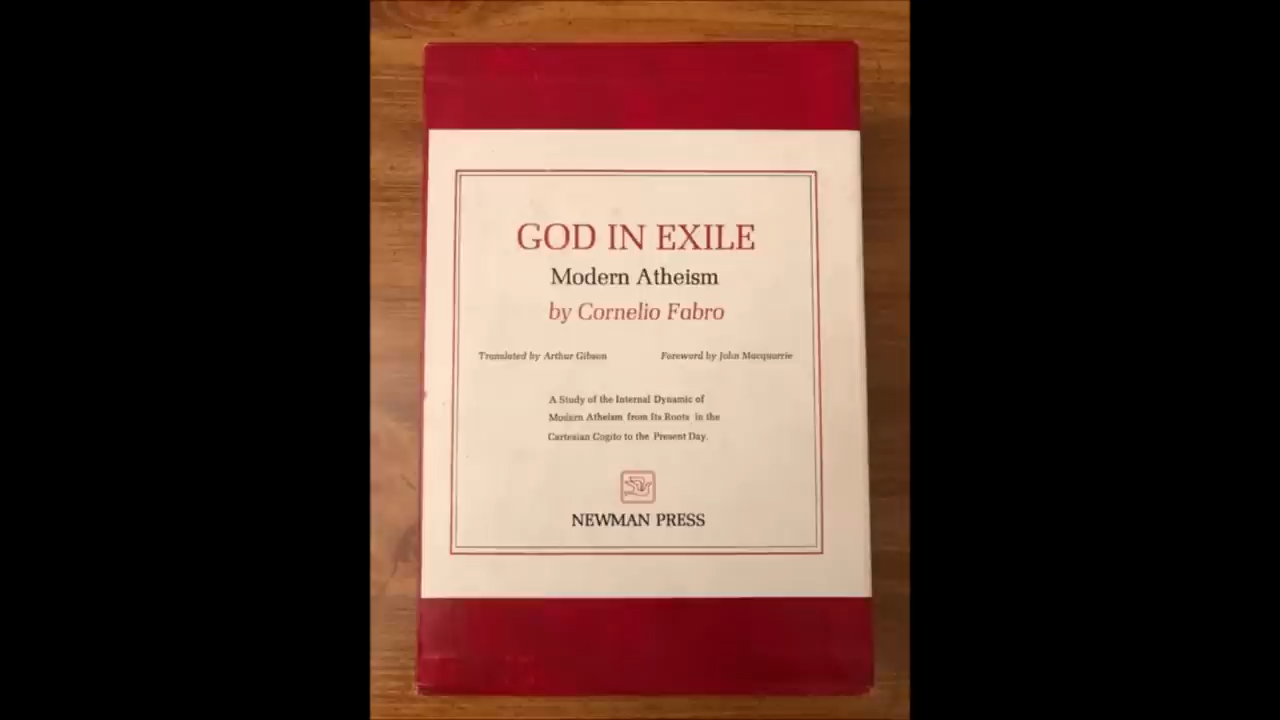 GOD IN EXILE
Modern Atheism
by Cornelio Fabro
Translated by Arthur Gibson Foreword by John Macquarrie
A Study of the Internal Dynamic of
Modern Atheism from Its Roots in the
Cartesian Cogito to the Present Day.
NEWMAN PRESS